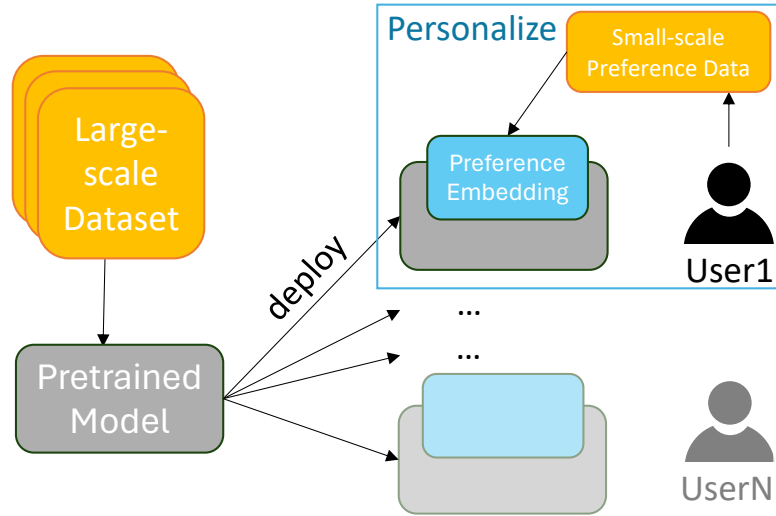 Personalize
Small-scale
Preference Data
Large-
scale
Dataset
Preference
Embedding
User1
deploy
...
...
Pretrained
Model
UserN